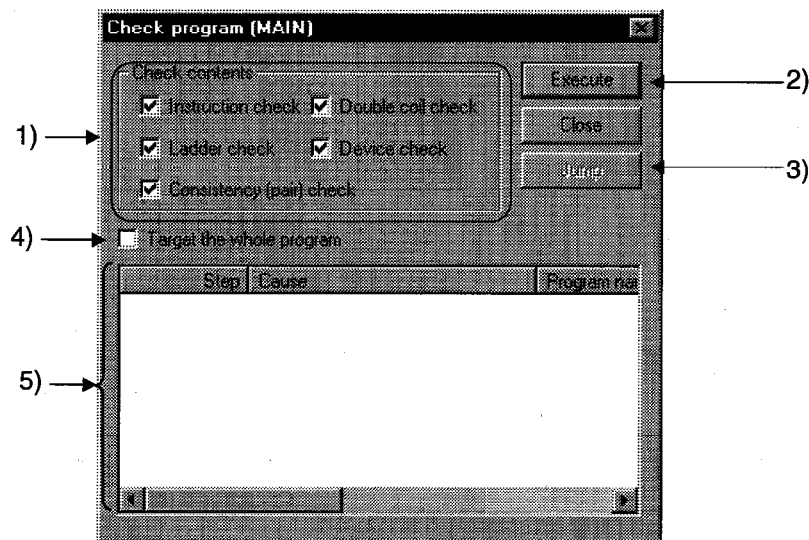 Check program (MAIN)
Check contents
Instruction check
Double coil check
Ladder check
Device check
Consistency (pair) check
Execute
Close
Jump
Target the whole program
Step
Cause
Program nar
1)
2)
3)
4)
5)